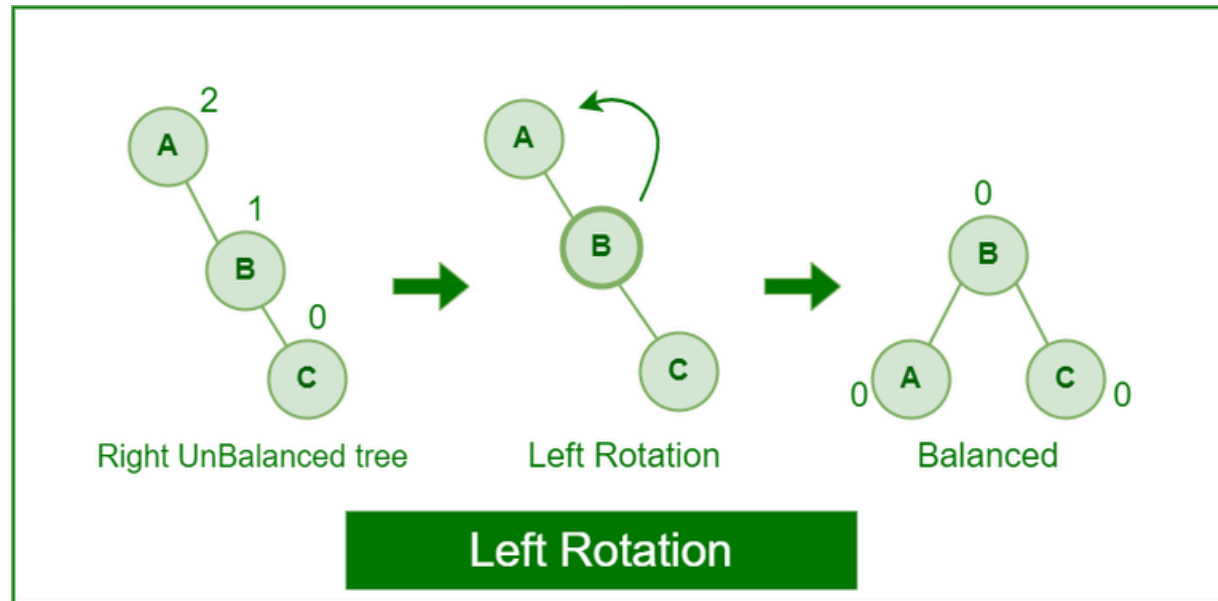 A 2
B 1
C 0
Right UnBalanced tree
A
B
C
Left Rotation
0
B
0 A C 0
Balanced
Left Rotation